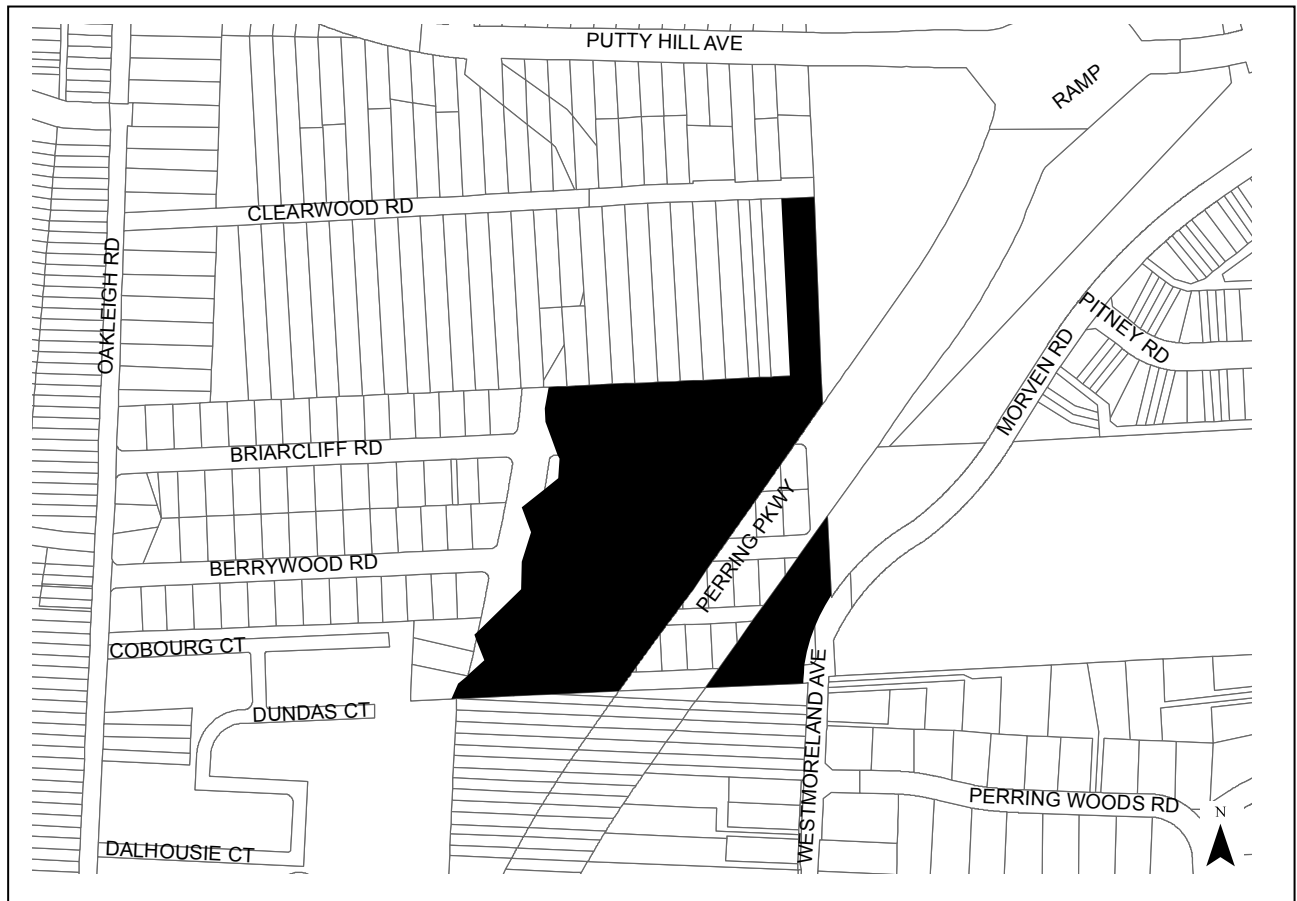 PUTTY HILL AVE
RAMP
CLEARWOOD RD
OAKLEIGH RD
PITNEY RD
MORVEN RD
BRIARCLIFF RD
PERRING PKWY
BERRYWOOD RD
COBOURG CT
DUNDAS CT
WESTMORELAND AVE
PERRING WOODS RD
N
DALHOUSIE CT